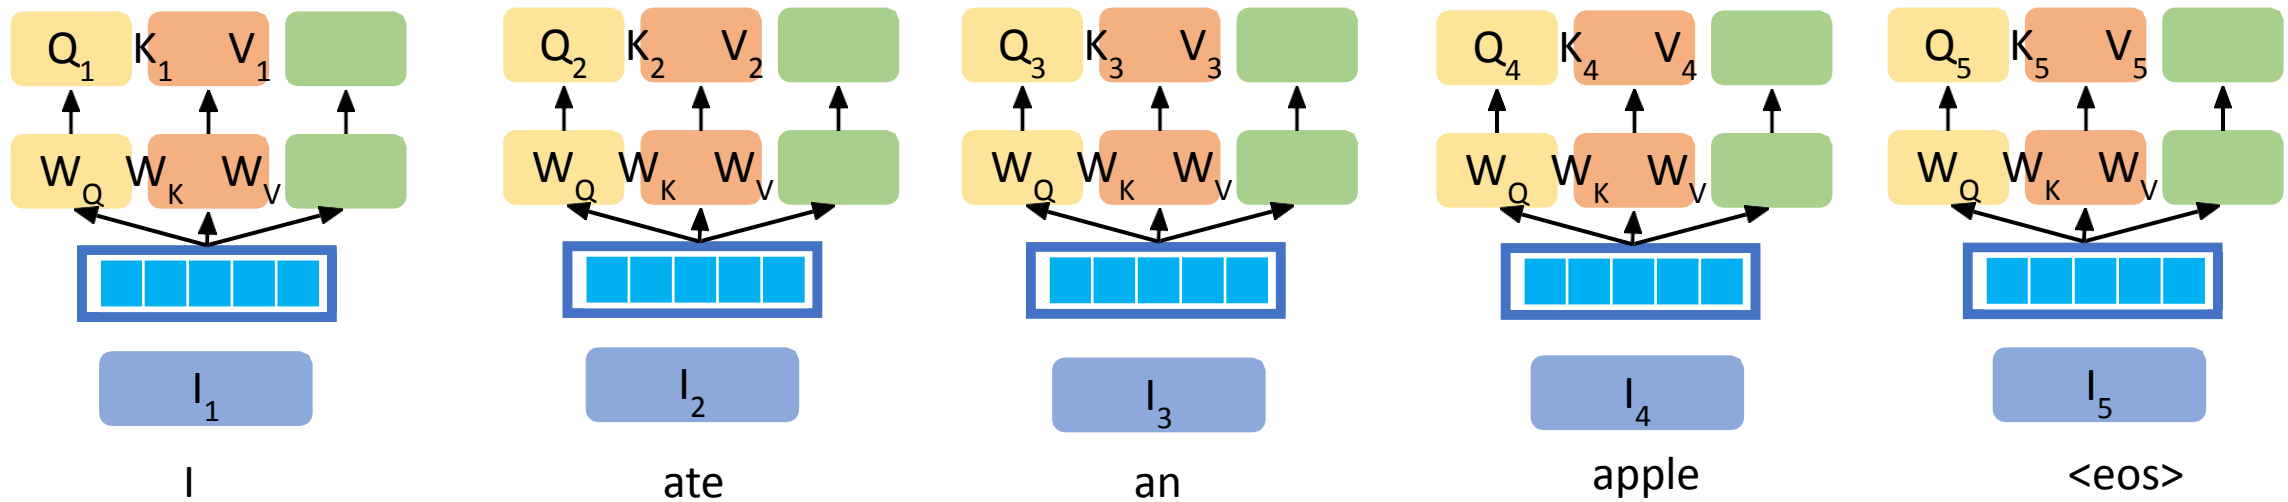 Q1 K1 V1 Q2 K2 V2 Q3 K3 V3 Q4 K4 V4 Q5 K5 V5
WQ WK WV WQ WK WV WQ WK WV WQ WK WV WQ WK WV
I1 I2 I3 I4 I5
I ate an apple <eos>